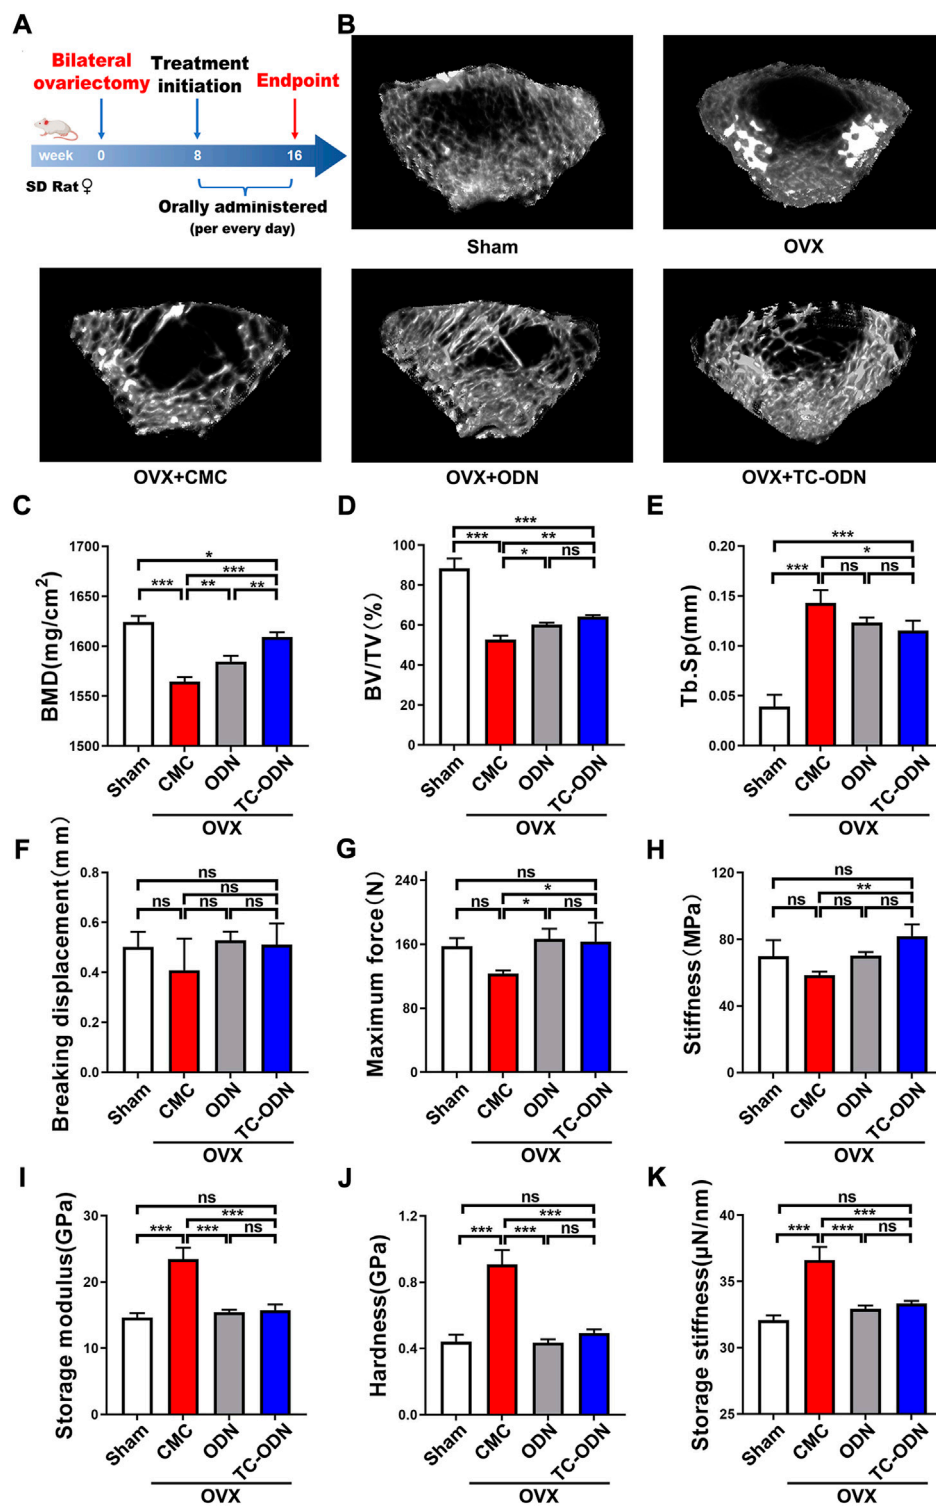 A
B
Bilateral
ovariectomy
Treatment
initiation
Endpoint
week 0 8 16
SD Rat♀
Orally administered
(per every day)
Sham
OVX
OVX+CMC
OVX+ODN
OVX+TC-ODN
C
BMD(mg/cm²)
1700
1650
1600
1550
1500
*
***
*** ** **
Sham CMC ODN TC-ODN
OVX
D
BV/TV(%)
100
80
60
40
20
0
***
*** **
* ns
Sham CMC ODN TC-ODN
OVX
E
Tb.Sp(mm)
0.20
0.15
0.10
0.05
0.00
***
*
*** ns ns
Sham CMC ODN TC-ODN
OVX
F
Breaking displacement(mm)
0.8
0.6
0.4
0.2
0.0
ns
ns
ns ns ns
Sham CMC ODN TC-ODN
OVX
G
Maximum force(N)
240
160
80
0
ns
*
ns * ns
Sham CMC ODN TC-ODN
OVX
H
Stiffness(MPa)
120
80
40
0
ns
**
ns ns ns
Sham CMC ODN TC-ODN
OVX
I
Storage modulus(GPa)
30
20
10
0
ns
***
*** *** ns
Sham CMC ODN TC-ODN
OVX
J
Hardness(GPa)
1.2
0.8
0.4
0.0
ns
***
*** *** ns
Sham CMC ODN TC-ODN
OVX
K
Storage stiffness(μN/nm)
35
30
25
ns
***
*** *** ns
Sham CMC ODN TC-ODN
OVX